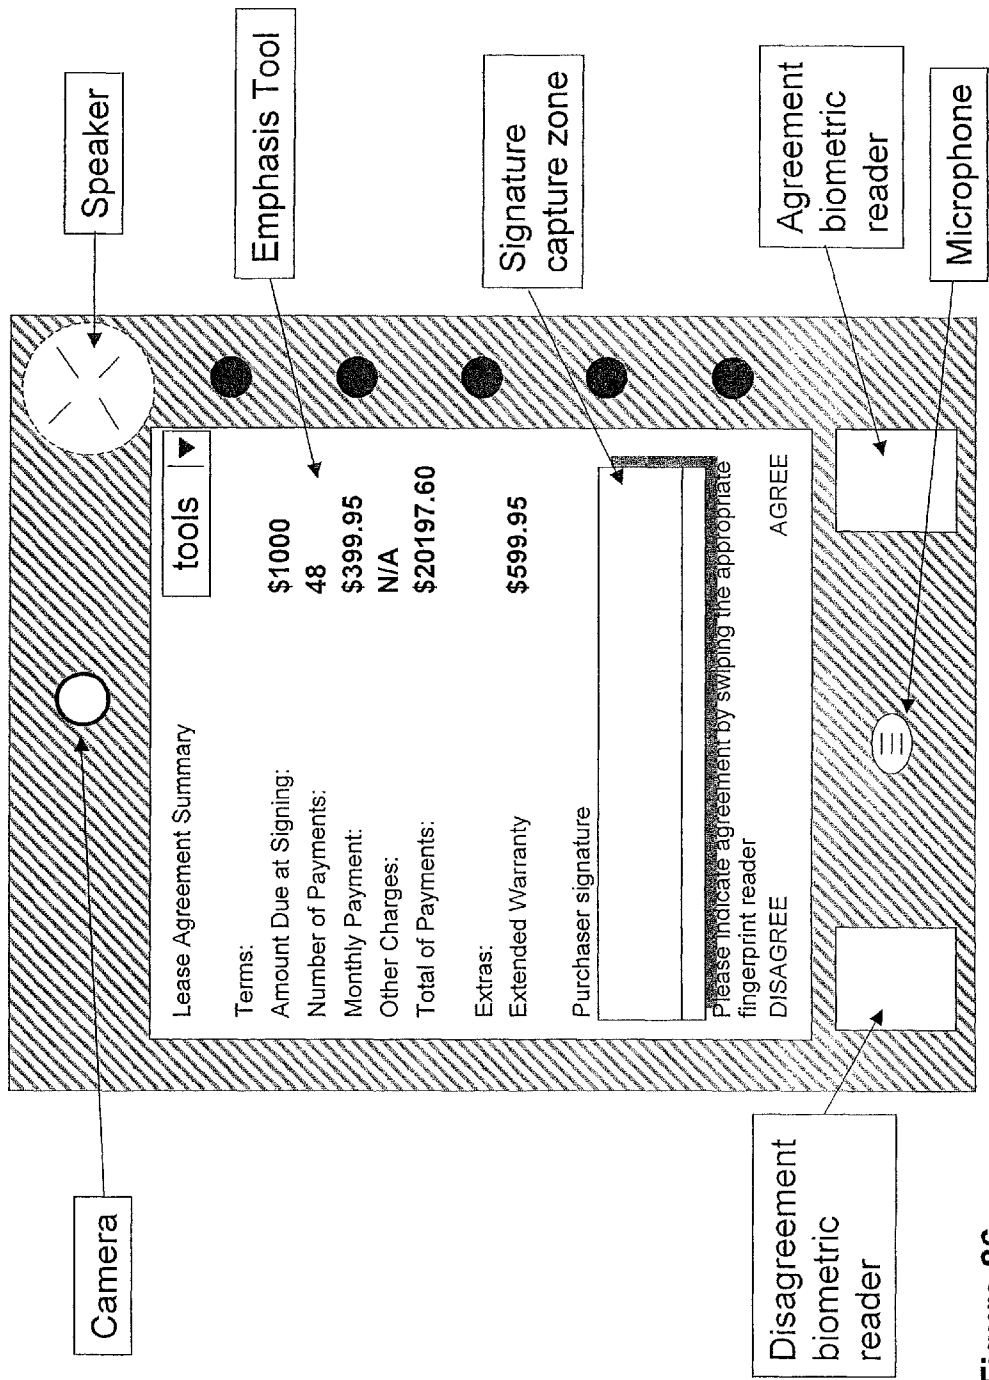 Camera
Speaker
Emphasis Tool
Signature
capture zone
Agreement
biometric
reader
Microphone
Disagreement
biometric
reader
Lease Agreement Summary
tools
Terms:
Amount Due at Signing: $1000
Number of Payments: 48
Monthly Payment: $399.95
Other Charges: N/A
Total of Payments: $20197.60
Extras:
Extended Warranty $599.95
Purchaser signature
Please indicate agreement by swiping the appropriate
fingerprint reader
DISAGREE AGREE